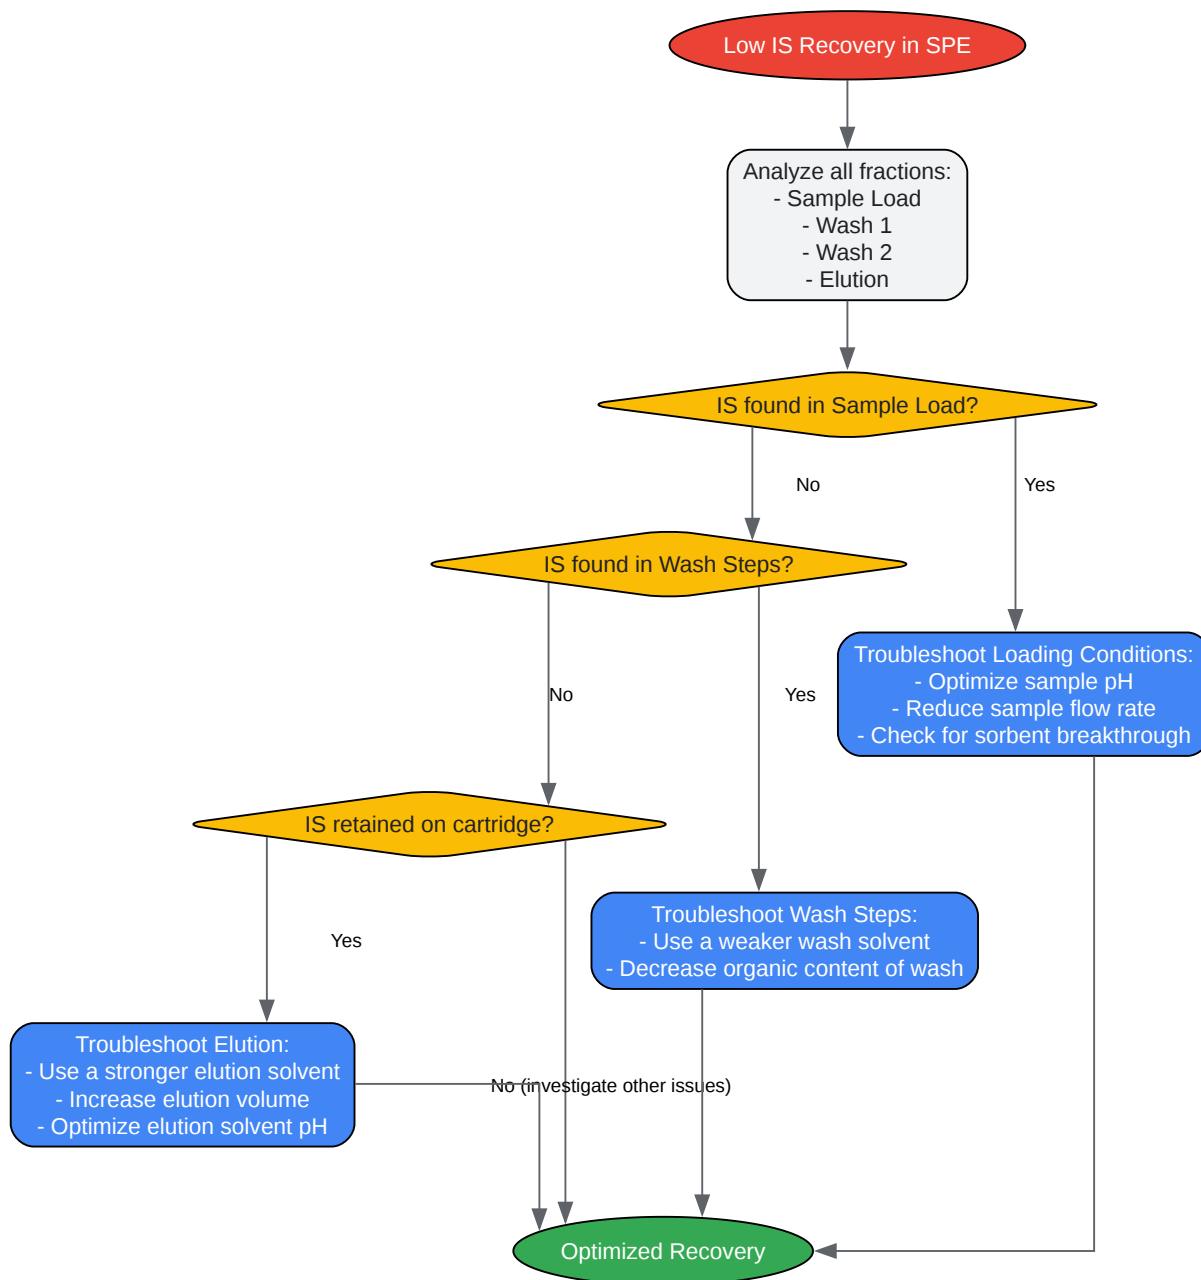 Low IS Recovery in SPE
Analyze all fractions:
- Sample Load
- Wash 1
- Wash 2
- Elution
IS found in Sample Load?
No
Yes
IS found in Wash Steps?
Troubleshoot Loading Conditions:
- Optimize sample pH
- Reduce sample flow rate
- Check for sorbent breakthrough
No
Yes
IS retained on cartridge?
Troubleshoot Wash Steps:
- Use a weaker wash solvent
- Decrease organic content of wash
Yes
Troubleshoot Elution:
- Use a stronger elution solvent
- Increase elution volume
- Optimize elution solvent pH
No (investigate other issues)
Optimized Recovery